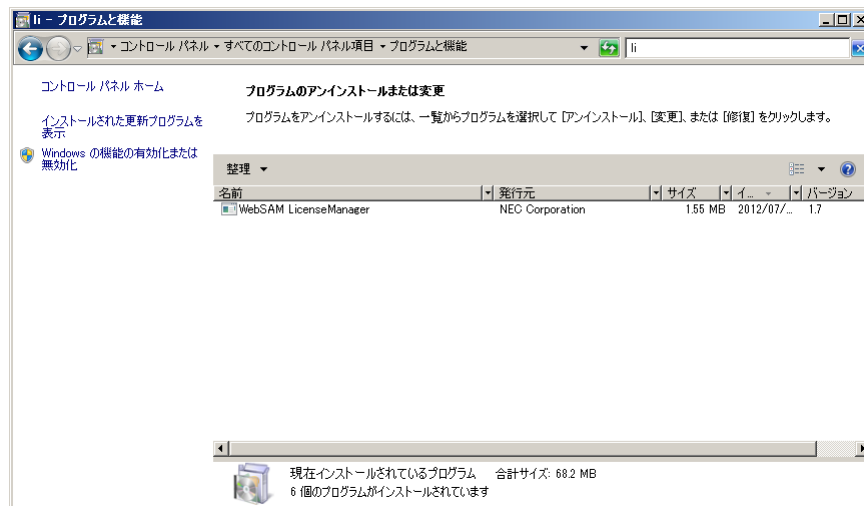 li - プログラムと機能
コントロール パネル すべてのコントロール パネル項目 プログラムと機能
li
コントロール パネル ホーム
インストールされた更新プログラムを
表示
Windows の機能の有効化または
無効化
プログラムのアンインストールまたは変更
プログラムをアンインストールするには、一覧からプログラムを選択して [アンインストール]、[変更]、または [修復] をクリックします。
整理
名前 発行元 サイズ イ... バージョン
WebSAM LicenseManager NEC Corporation 1.55 MB 2012/07/... 1.7
現在インストールされているプログラム 合計サイズ: 68.2 MB
6 個のプログラムがインストールされています